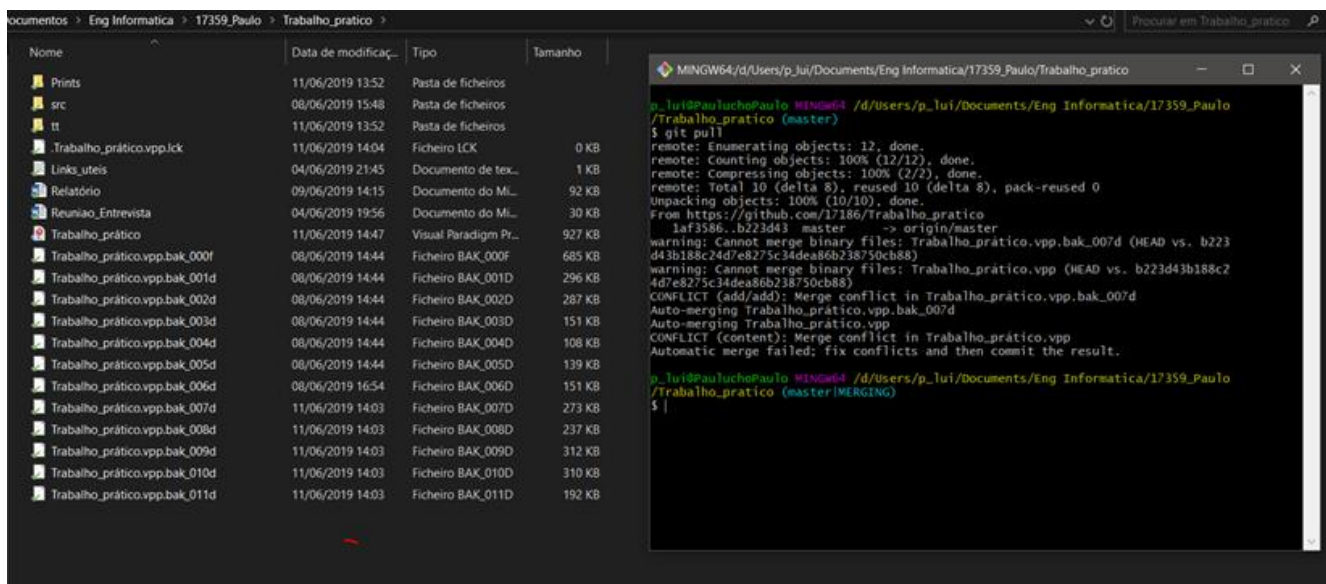 ocumentos > Eng Informatica > 17359_Paulo > Trabalho_pratico >
Procurar em Trabalho_pratico
Nome Data de modificaç... Tipo Tamanho
Prints 11/06/2019 13:52 Pasta de ficheiros
src 08/06/2019 15:48 Pasta de ficheiros
tt 11/06/2019 13:52 Pasta de ficheiros
.Trabalho_prático.vpp.lck 11/06/2019 14:04 Ficheiro LCK 0 KB
Links_uteis 04/06/2019 21:45 Documento de tex... 1 KB
Relatório 09/06/2019 14:15 Documento do Mi... 92 KB
Reuniao_Entrevista 04/06/2019 19:56 Documento do Mi... 30 KB
Trabalho_prático 11/06/2019 14:47 Visual Paradigm Pr... 927 KB
Trabalho_prático.vpp.bak_000f 08/06/2019 14:44 Ficheiro BAK_000F 685 KB
Trabalho_prático.vpp.bak_001d 08/06/2019 14:44 Ficheiro BAK_001D 296 KB
Trabalho_prático.vpp.bak_002d 08/06/2019 14:44 Ficheiro BAK_002D 287 KB
Trabalho_prático.vpp.bak_003d 08/06/2019 14:44 Ficheiro BAK_003D 151 KB
Trabalho_prático.vpp.bak_004d 08/06/2019 14:44 Ficheiro BAK_004D 108 KB
Trabalho_prático.vpp.bak_005d 08/06/2019 14:44 Ficheiro BAK_005D 139 KB
Trabalho_prático.vpp.bak_006d 08/06/2019 16:54 Ficheiro BAK_006D 151 KB
Trabalho_prático.vpp.bak_007d 11/06/2019 14:03 Ficheiro BAK_007D 273 KB
Trabalho_prático.vpp.bak_008d 11/06/2019 14:03 Ficheiro BAK_008D 237 KB
Trabalho_prático.vpp.bak_009d 11/06/2019 14:03 Ficheiro BAK_009D 312 KB
Trabalho_prático.vpp.bak_010d 11/06/2019 14:03 Ficheiro BAK_010D 310 KB
Trabalho_prático.vpp.bak_011d 11/06/2019 14:03 Ficheiro BAK_011D 192 KB
MINGW64:/d/Users/p_lui/Documents/Eng Informatica/17359_Paulo/Trabalho_pratico
p_lui@PauluchoPaulo MINGW64 /d/Users/p_lui/Documents/Eng Informatica/17359_Paulo
/Trabalho_pratico (master)
$ git pull
remote: Enumerating objects: 12, done.
remote: Counting objects: 100% (12/12), done.
remote: Compressing objects: 100% (2/2), done.
remote: Total 10 (delta 8), reused 10 (delta 8), pack-reused 0
Unpacking objects: 100% (10/10), done.
From https://github.com/17186/Trabalho_pratico
1af3586..b223d43 master -> origin/master
warning: Cannot merge binary files: Trabalho_prático.vpp.bak_007d (HEAD vs. b223
d43b188c24d7e8275c34dea86b238750cb88)
warning: Cannot merge binary files: Trabalho_prático.vpp (HEAD vs. b223d43b188c2
4d7e8275c34dea86b238750cb88)
CONFLICT (add/add): Merge conflict in Trabalho_prático.vpp.bak_007d
Auto-merging Trabalho_prático.vpp.bak_007d
Auto-merging Trabalho_prático.vpp
CONFLICT (content): Merge conflict in Trabalho_prático.vpp
Automatic merge failed; fix conflicts and then commit the result.
p_lui@PauluchoPaulo MINGW64 /d/Users/p_lui/Documents/Eng Informatica/17359_Paulo
/Trabalho_pratico (master|MERGING)
$